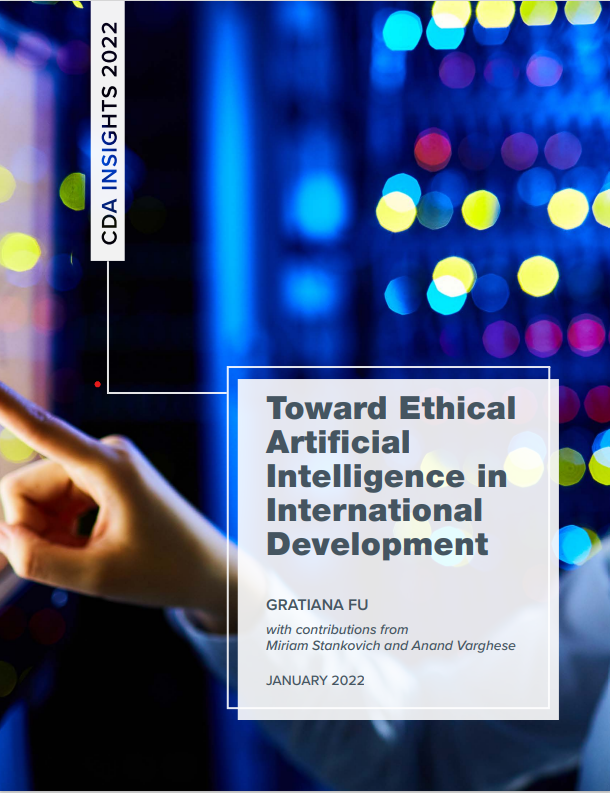 CDA INSIGHTS 2022
Toward Ethical
Artificial
Intelligence in
International
Development
GRATIANA FU
with contributions from
Miriam Stankovich and Anand Varghese
JANUARY 2022